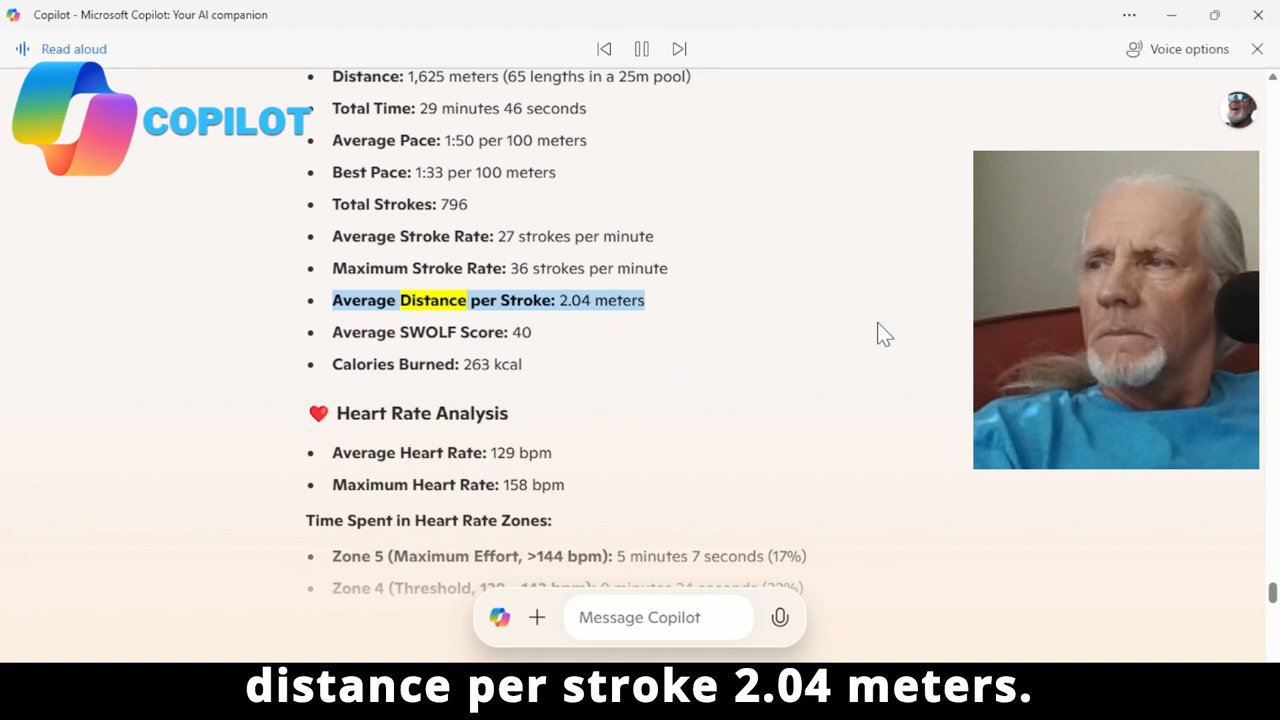 Copilot - Microsoft Copilot: Your AI companion
Read aloud
Voice options
COPILOT
• Distance: 1,625 meters (65 lengths in a 25m pool)
• Total Time: 29 minutes 46 seconds
• Average Pace: 1:50 per 100 meters
• Best Pace: 1:33 per 100 meters
• Total Strokes: 796
• Average Stroke Rate: 27 strokes per minute
• Maximum Stroke Rate: 36 strokes per minute
• Average Distance per Stroke: 2.04 meters
• Average SWOLF Score: 40
• Calories Burned: 263 kcal
❤️ Heart Rate Analysis
• Average Heart Rate: 129 bpm
• Maximum Heart Rate: 158 bpm
Time Spent in Heart Rate Zones:
• Zone 5 (Maximum Effort, >144 bpm): 5 minutes 7 seconds (17%)
• Zone 4 (Threshold,
Message Copilot
distance per stroke 2.04 meters.